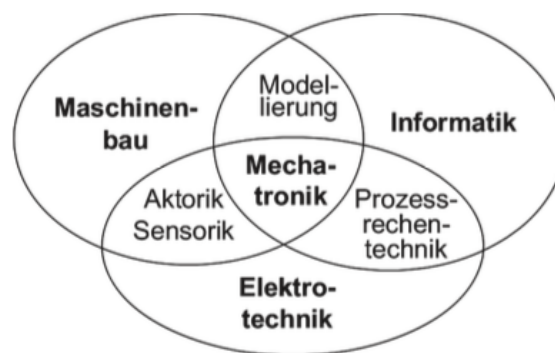 Maschinen-
bau
Model-
lierung
Informatik
Mecha-
tronik
Aktorik
Sensorik
Prozess-
rechen-
technik
Elektro-
technik